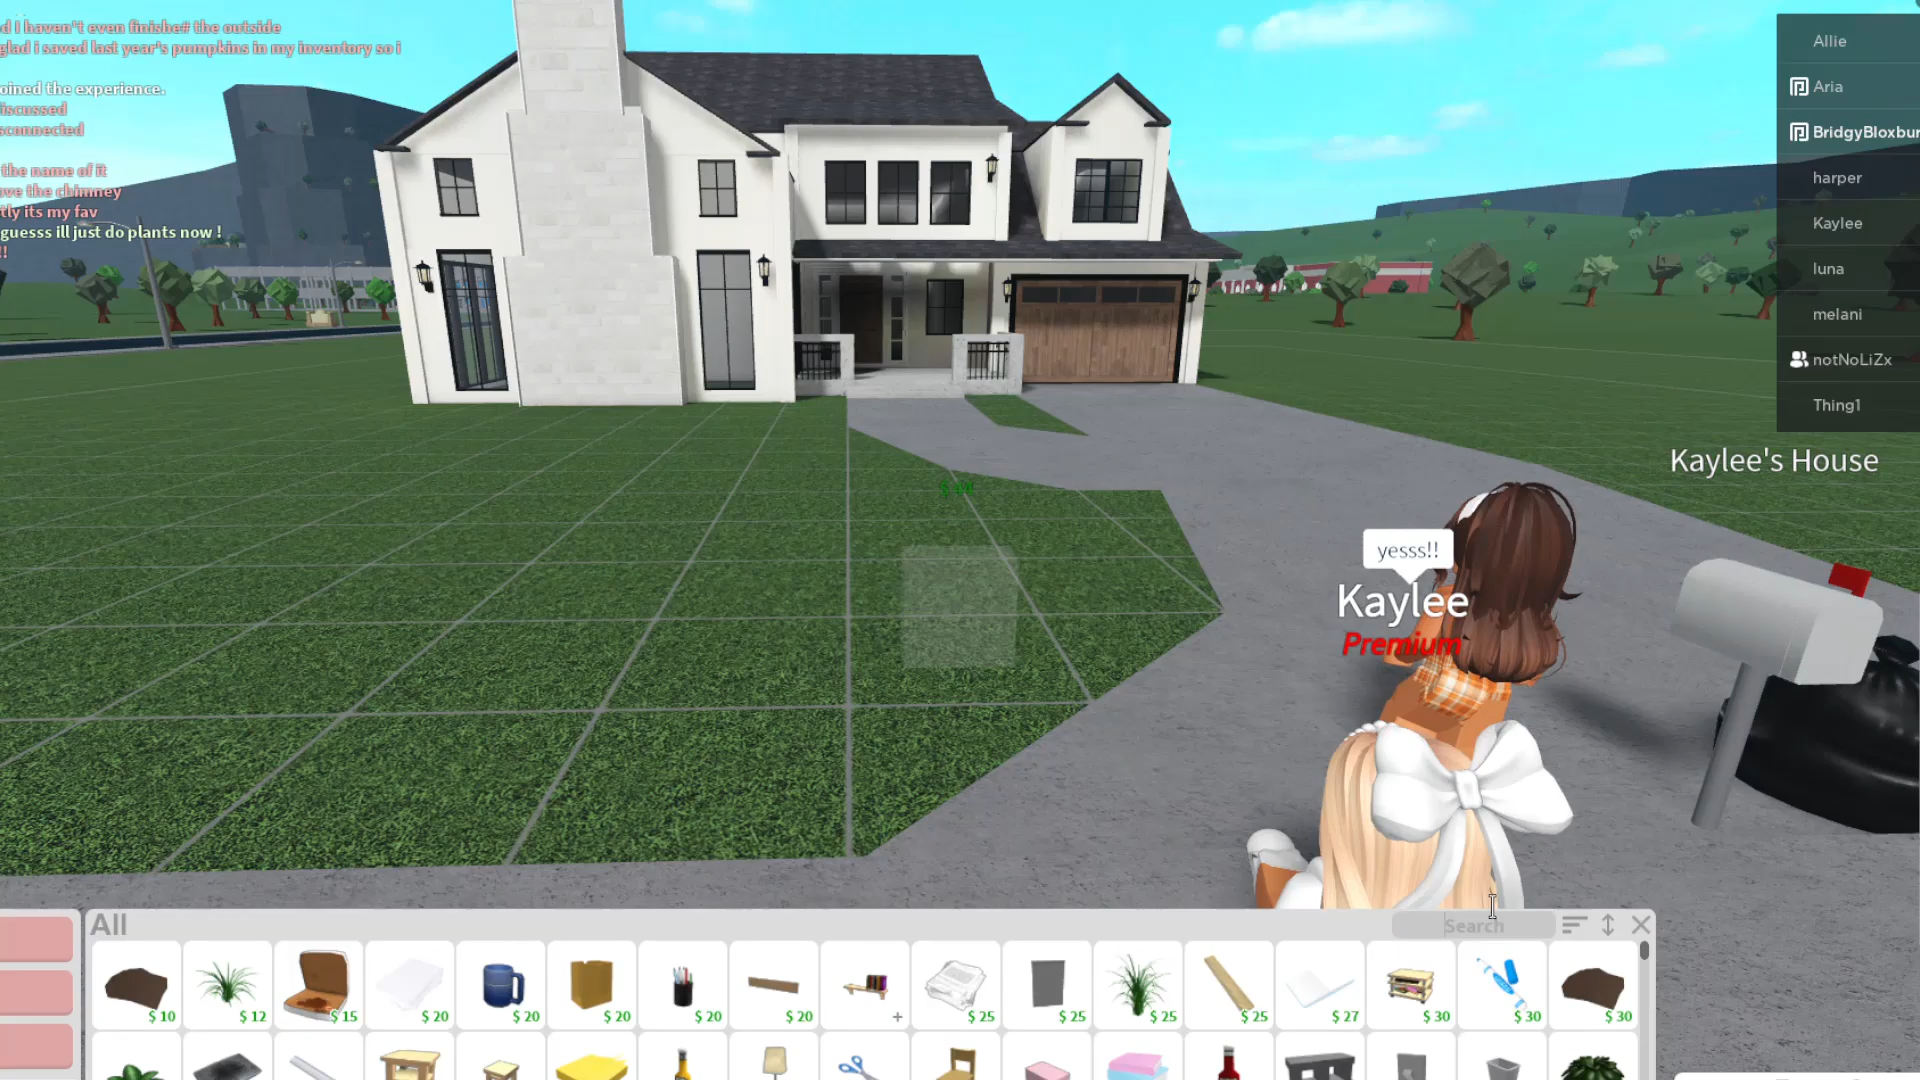 d I haven't even finishe# the outside
glad i saved last year's pumpkins in my inventory so i
oined the experience.
iscussed
sconnected
the name of it
ove the chimney
tly its my fav
guesss ill just do plants now !
!!
Allie
Aria
BridgyBloxbur
harper
Kaylee
luna
melani
notNoLiZx
Thing1
Kaylee's House
yesss!!
Kaylee
Premium
All
Search
$ 10
$ 12
$ 15
$ 20
$ 20
$ 20
$ 20
$ 20
+
$ 25
$ 25
$ 25
$ 25
$ 27
$ 30
$ 30
$ 30